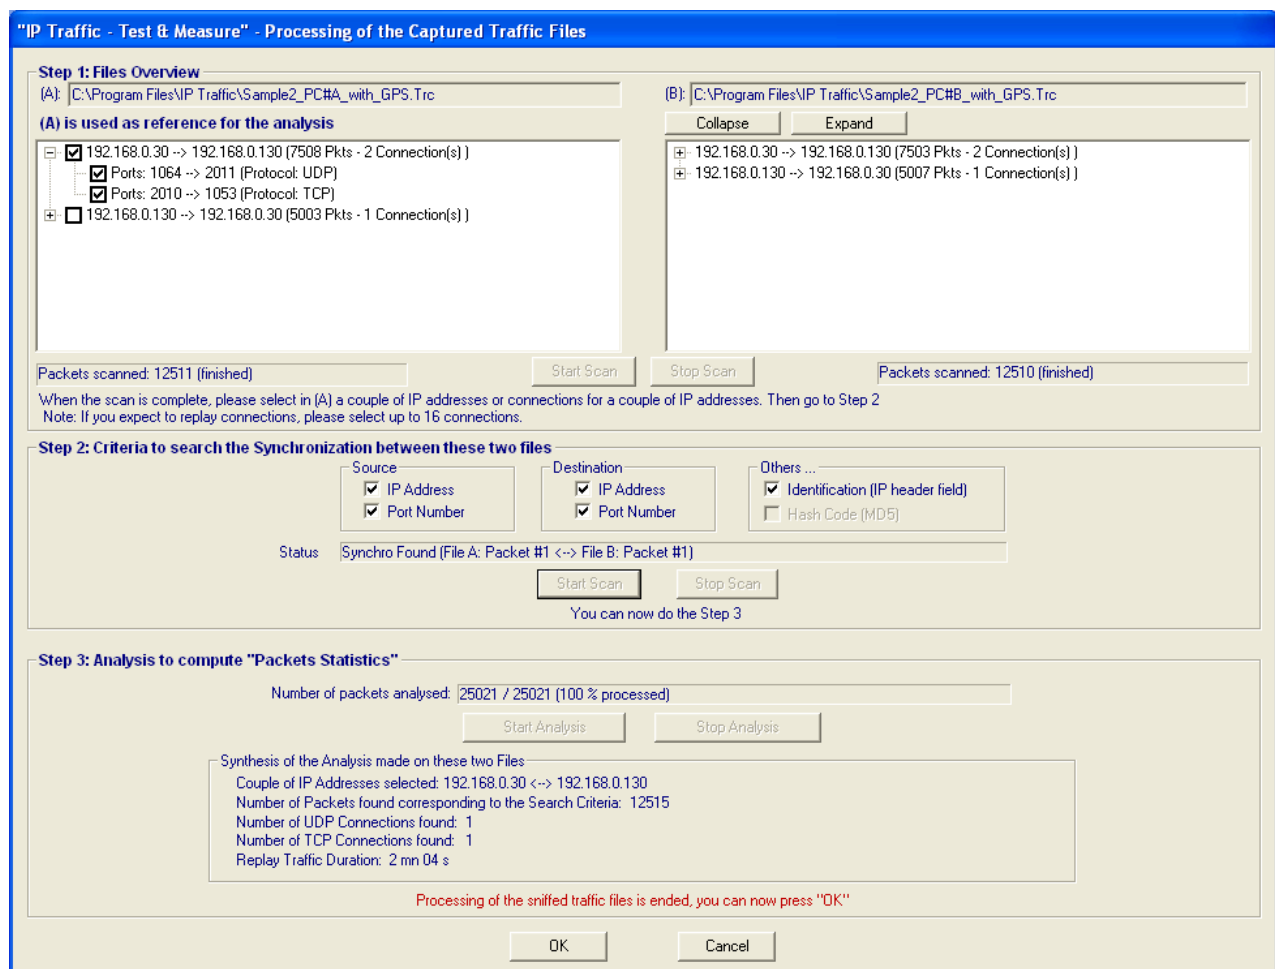 "IP Traffic - Test & Measure" - Processing of the Captured Traffic Files
Step 1: Files Overview
(A): C:\Program Files\IP Traffic\Sample2_PC#A_with_GPS.Trc
(B): C:\Program Files\IP Traffic\Sample2_PC#B_with_GPS.Trc
(A) is used as reference for the analysis
Collapse Expand
192.168.0.30 --> 192.168.0.130 (7508 Pkts - 2 Connection(s) )
Ports: 1064 --> 2011 (Protocol: UDP)
Ports: 2010 --> 1053 (Protocol: TCP)
192.168.0.130 --> 192.168.0.30 (5003 Pkts - 1 Connection(s) )
192.168.0.30 --> 192.168.0.130 (7503 Pkts - 2 Connection(s) )
192.168.0.130 --> 192.168.0.30 (5007 Pkts - 1 Connection(s) )
Packets scanned: 12511 (finished)
Start Scan Stop Scan
Packets scanned: 12510 (finished)
When the scan is complete, please select in (A) a couple of IP addresses or connections for a couple of IP addresses. Then go to Step 2
Note: If you expect to replay connections, please select up to 16 connections.
Step 2: Criteria to search the Synchronization between these two files
Source
IP Address
Port Number
Destination
IP Address
Port Number
Others ...
Identification (IP header field)
Hash Code (MD5)
Status Synchro Found (File A: Packet #1 <--> File B: Packet #1)
Start Scan Stop Scan
You can now do the Step 3
Step 3: Analysis to compute "Packets Statistics"
Number of packets analysed: 25021 / 25021 (100 % processed)
Start Analysis Stop Analysis
Synthesis of the Analysis made on these two Files
Couple of IP Addresses selected: 192.168.0.30 <--> 192.168.0.130
Number of Packets found corresponding to the Search Criteria: 12515
Number of UDP Connections found: 1
Number of TCP Connections found: 1
Replay Traffic Duration: 2 mn 04 s
Processing of the sniffed traffic files is ended, you can now press "OK"
OK Cancel